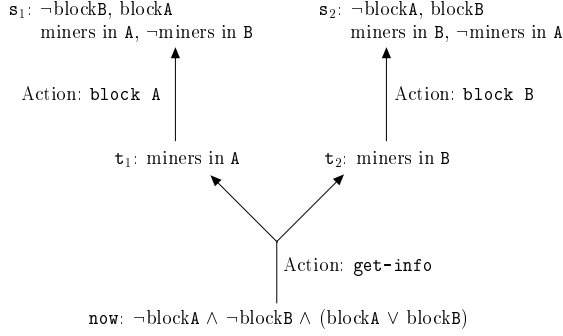 s₁: ¬blockB, blockA
miners in A, ¬miners in B
s₂: ¬blockA, blockB
miners in B, ¬miners in A
Action: block A
Action: block B
t₁: miners in A
t₂: miners in B
Action: get-info
now: ¬blockA ∧ ¬blockB ∧ (blockA ∨ blockB)